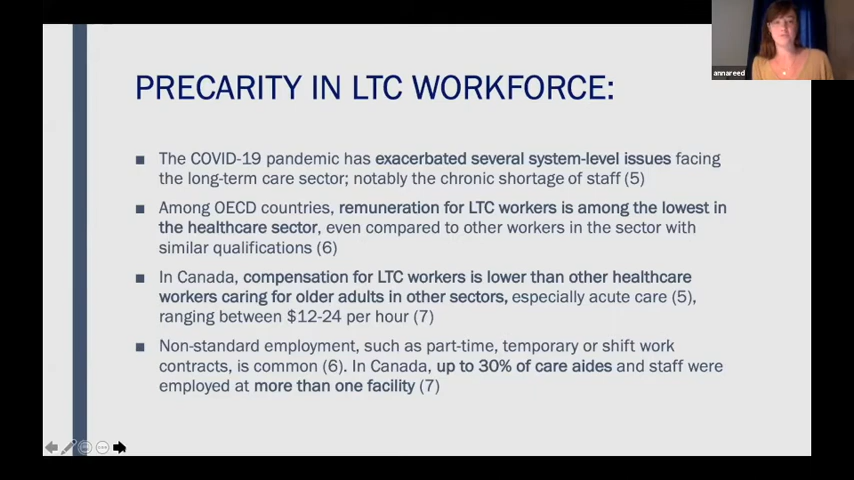 annareed
PRECARITY IN LTC WORKFORCE:
■ The COVID-19 pandemic has exacerbated several system-level issues facing
the long-term care sector; notably the chronic shortage of staff (5)
■ Among OECD countries, remuneration for LTC workers is among the lowest in
the healthcare sector, even compared to other workers in the sector with
similar qualifications (6)
■ In Canada, compensation for LTC workers is lower than other healthcare
workers caring for older adults in other sectors, especially acute care (5),
ranging between $12-24 per hour (7)
■ Non-standard employment, such as part-time, temporary or shift work
contracts, is common (6). In Canada, up to 30% of care aides and staff were
employed at more than one facility (7)